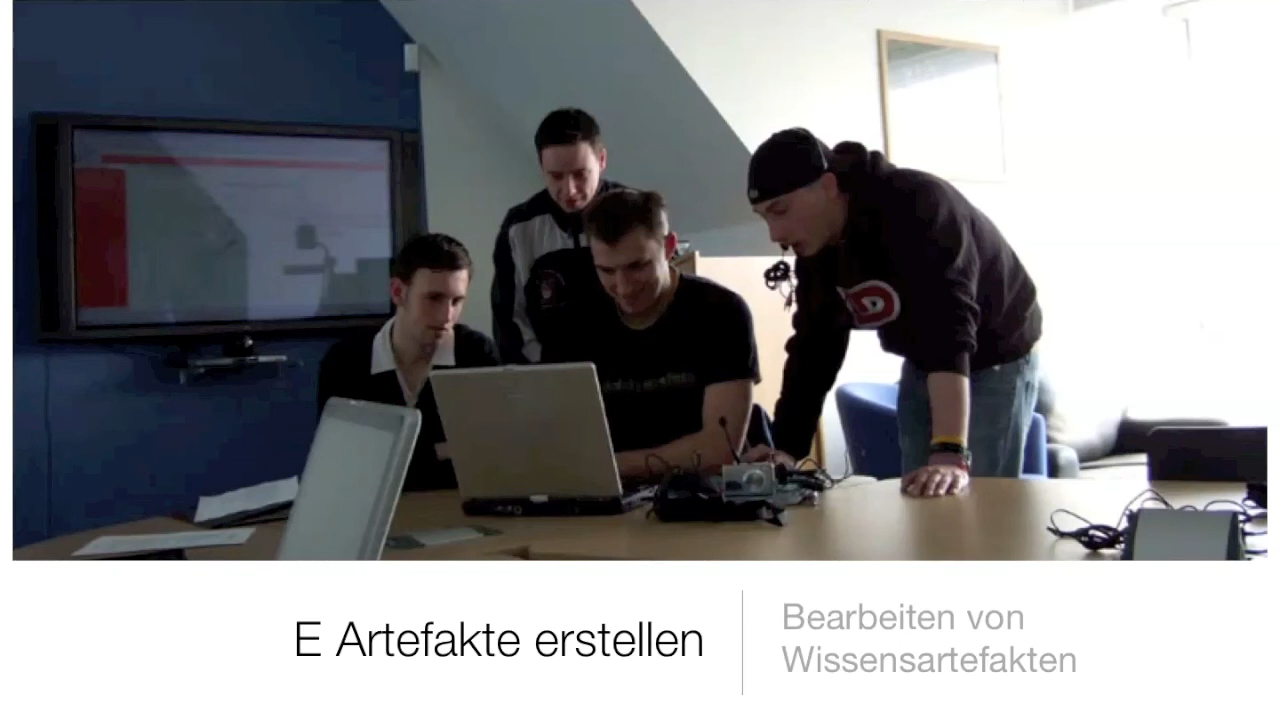 D
E Artefakte erstellen
Bearbeiten von
Wissensartefakten